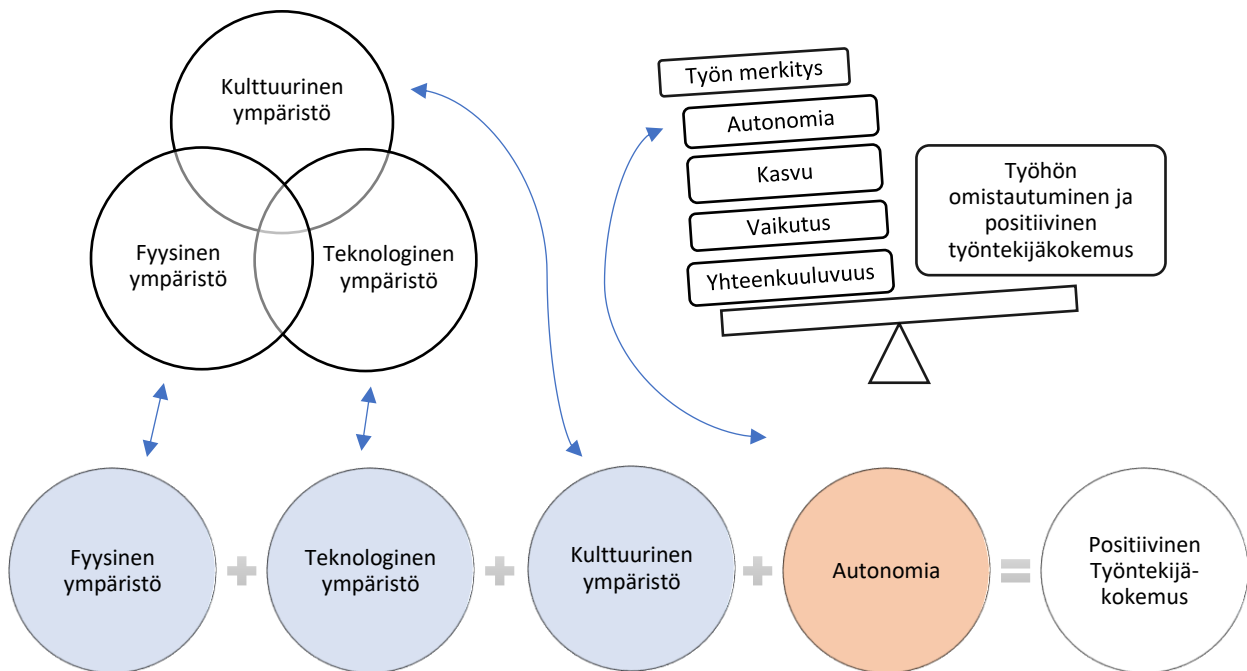 Kulttuurinen
ympäristö
Fyysinen
ympäristö
Teknologinen
ympäristö
Työn merkitys
Autonomia
Kasvu
Vaikutus
Yhteenkuuluvuus
Työhön
omistautuminen ja
positiivinen
työntekijäkokemus
Fyysinen
ympäristö
+
Teknologinen
ympäristö
+
Kulttuurinen
ympäristö
+
Autonomia
=
Positiivinen
Työntekijä-
kokemus